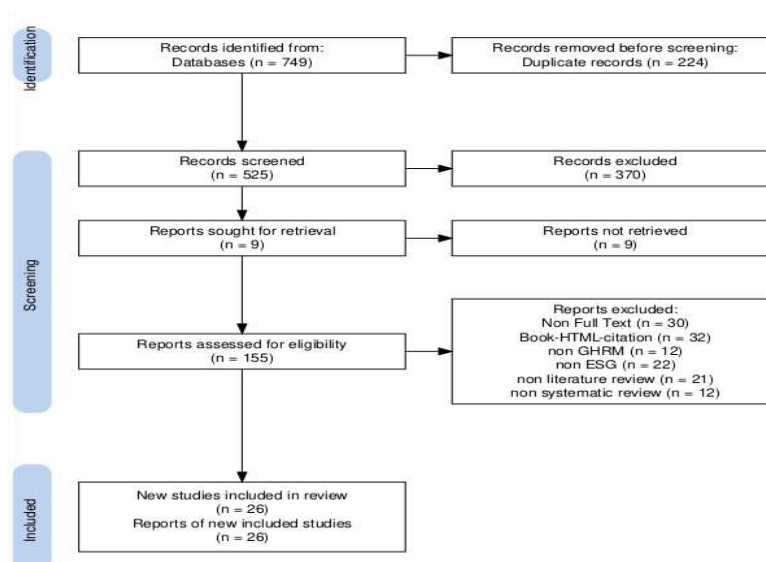 Identification
Records identified from:
Databases (n = 749)
Records removed before screening:
Duplicate records (n = 224)
Screening
Records screened
(n = 525)
Records excluded
(n = 370)
Reports sought for retrieval
(n = 9)
Reports not retrieved
(n = 9)
Reports assessed for eligibility
(n = 155)
Reports excluded:
Non Full Text (n = 30)
Book-HTML-citation (n = 32)
non GHRM (n = 12)
non ESG (n = 22)
non literature review (n = 21)
non systematic review (n = 12)
Included
New studies included in review
(n = 26)
Reports of new included studies
(n = 26)